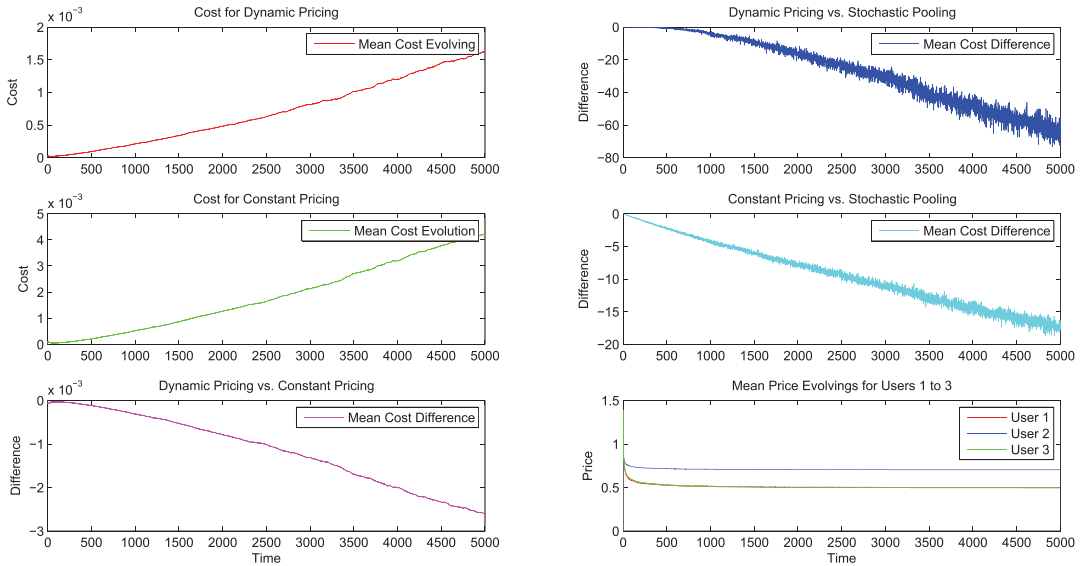 Cost for Dynamic Pricing
x 10⁻³
2
1.5
1
0.5
0
Cost
Mean Cost Evolving
0 500 1000 1500 2000 2500 3000 3500 4000 4500 5000
Dynamic Pricing vs. Stochastic Pooling
0
−20
−40
−60
−80
Difference
Mean Cost Difference
0 500 1000 1500 2000 2500 3000 3500 4000 4500 5000
Cost for Constant Pricing
x 10⁻³
5
4
3
2
1
0
Cost
Mean Cost Evolution
0 500 1000 1500 2000 2500 3000 3500 4000 4500 5000
Constant Pricing vs. Stochastic Pooling
0
−5
−10
−15
−20
Difference
Mean Cost Difference
0 500 1000 1500 2000 2500 3000 3500 4000 4500 5000
Dynamic Pricing vs. Constant Pricing
x 10⁻³
0
−1
−2
−3
Difference
Mean Cost Difference
0 500 1000 1500 2000 2500 3000 3500 4000 4500 5000
Time
Mean Price Evolvings for Users 1 to 3
1.5
1
0.5
0
Price
User 1
User 2
User 3
0 500 1000 1500 2000 2500 3000 3500 4000 4500 5000
Time